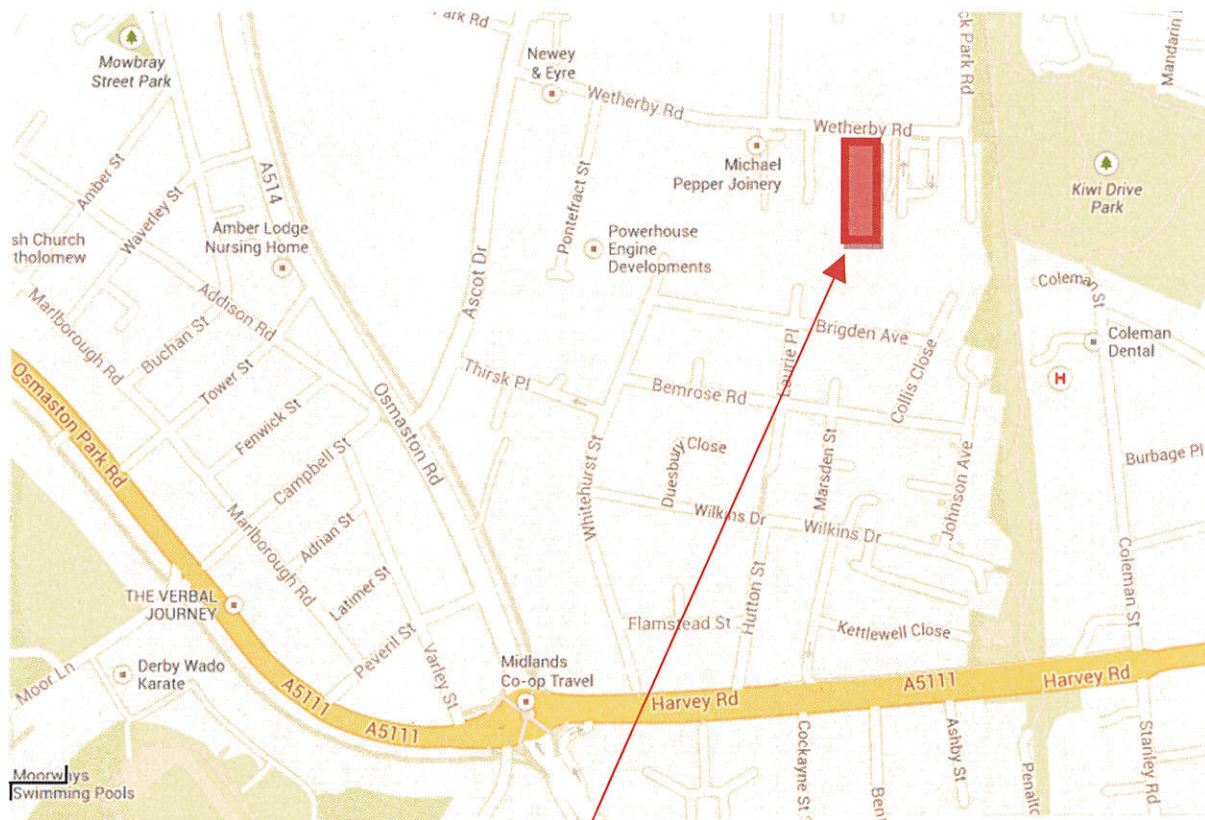 Park Rd
ck Park Rd
Mandarin
Mowbray
Street Park
Newey
& Eyre
Wetherby Rd
Wetherby Rd
A514
Amber St
Waverley St
Michael
Pepper Joinery
Kiwi Drive
Park
Pontefract St
sh Church
tholomew
Amber Lodge
Nursing Home
Powerhouse
Engine
Developments
Ascot Dr
Marlborough Rd
Addison Rd
Buchan St
Coleman St
Brigden Ave
Coleman
Dental
H
Tower St
Laurie Pl
Collis Close
Osmaston Park Rd
Thirsk Pl
Bemrose Rd
Osmaston Rd
Fenwick St
Duesbury Close
Marsden St
Burbage Pl
Campbell St
Whitehurst St
Johnson Ave
Wilkins Dr
Wilkins Dr
Marlborough Rd
Adrian St
Coleman St
THE VERBAL
JOURNEY
Latimer St
Hutton St
Flamstead St
Kettlewell Close
Peveril St
Varley St
Moor Ln
Derby Wado
Karate
Midlands
Co-op Travel
A5111
A5111
Harvey Rd
A5111
Harvey Rd
Cockayne St S
Ashby St
Stanley Rd
Moorways
Swimming Pools